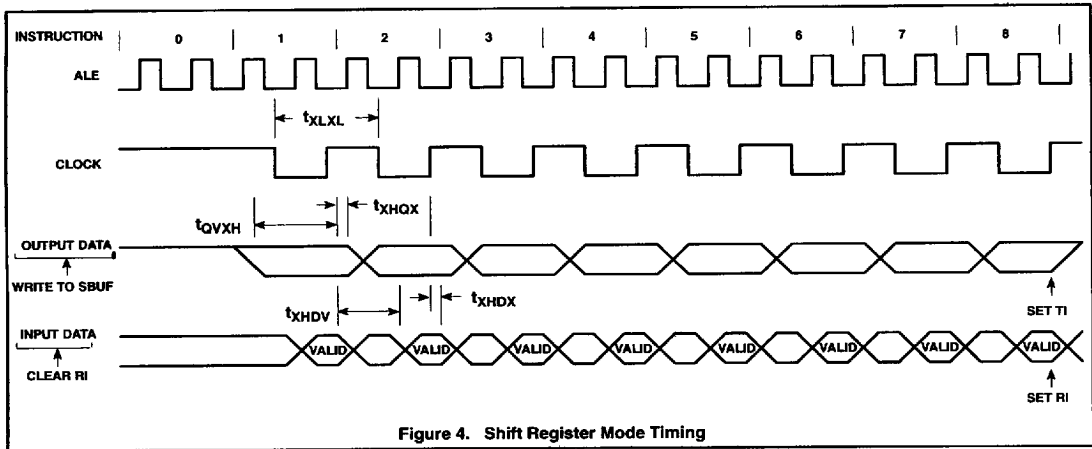 INSTRUCTION 0 1 2 3 4 5 6 7 8
ALE
tXLXL
CLOCK
tXHQX
tQVXH
OUTPUT DATA
WRITE TO SBUF
tXHDX
tXHDV
SET TI
INPUT DATA
VALID VALID VALID VALID VALID VALID VALID VALID
CLEAR RI
SET RI
Figure 4. Shift Register Mode Timing